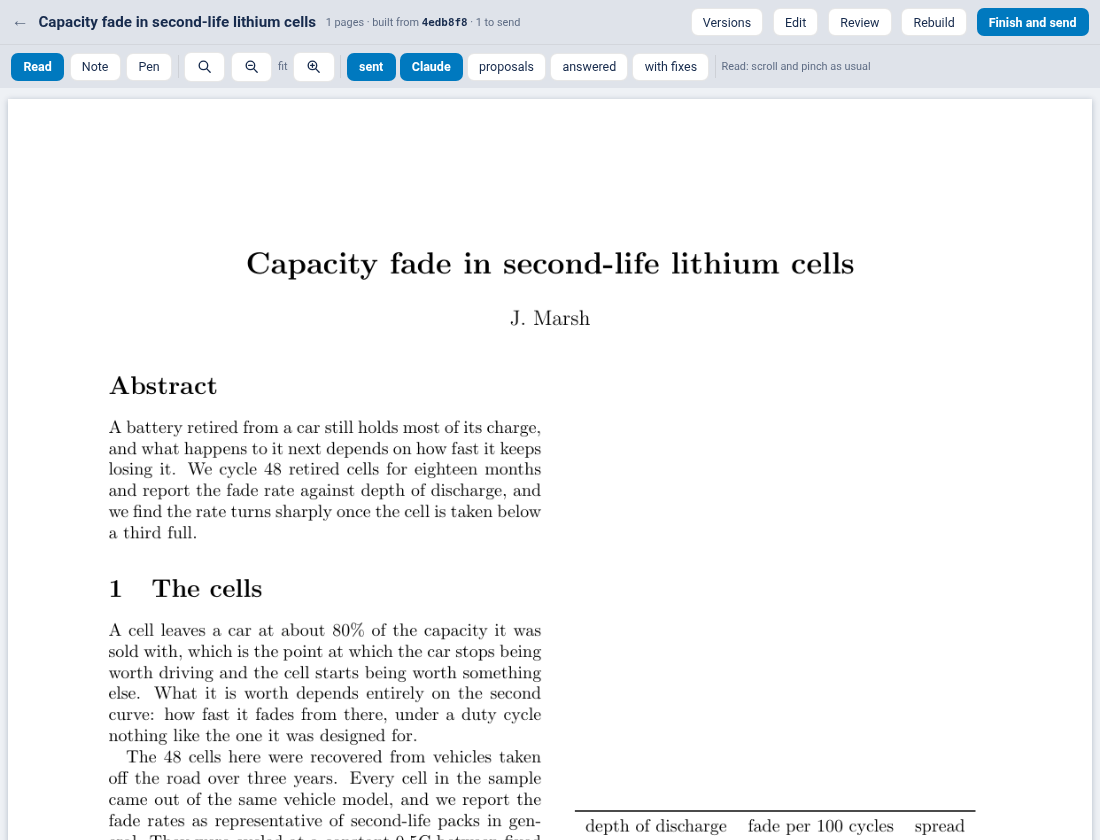 ← Capacity fade in second-life lithium cells 1 pages · built from 4edb8f8 · 1 to send Versions Edit Review Rebuild Finish and send
Read Note Pen fit sent Claude proposals answered with fixes Read: scroll and pinch as usual
Capacity fade in second-life lithium cells
J. Marsh
Abstract
A battery retired from a car still holds most of its charge,
and what happens to it next depends on how fast it keeps
losing it. We cycle 48 retired cells for eighteen months
and report the fade rate against depth of discharge, and
we find the rate turns sharply once the cell is taken below
a third full.
1 The cells
A cell leaves a car at about 80% of the capacity it was
sold with, which is the point at which the car stops being
worth driving and the cell starts being worth something
else. What it is worth depends entirely on the second
curve: how fast it fades from there, under a duty cycle
nothing like the one it was designed for.
The 48 cells here were recovered from vehicles taken
off the road over three years. Every cell in the sample
came out of the same vehicle model, and we report the
fade rates as representative of second-life packs in gen-
depth of discharge fade per 100 cycles spread